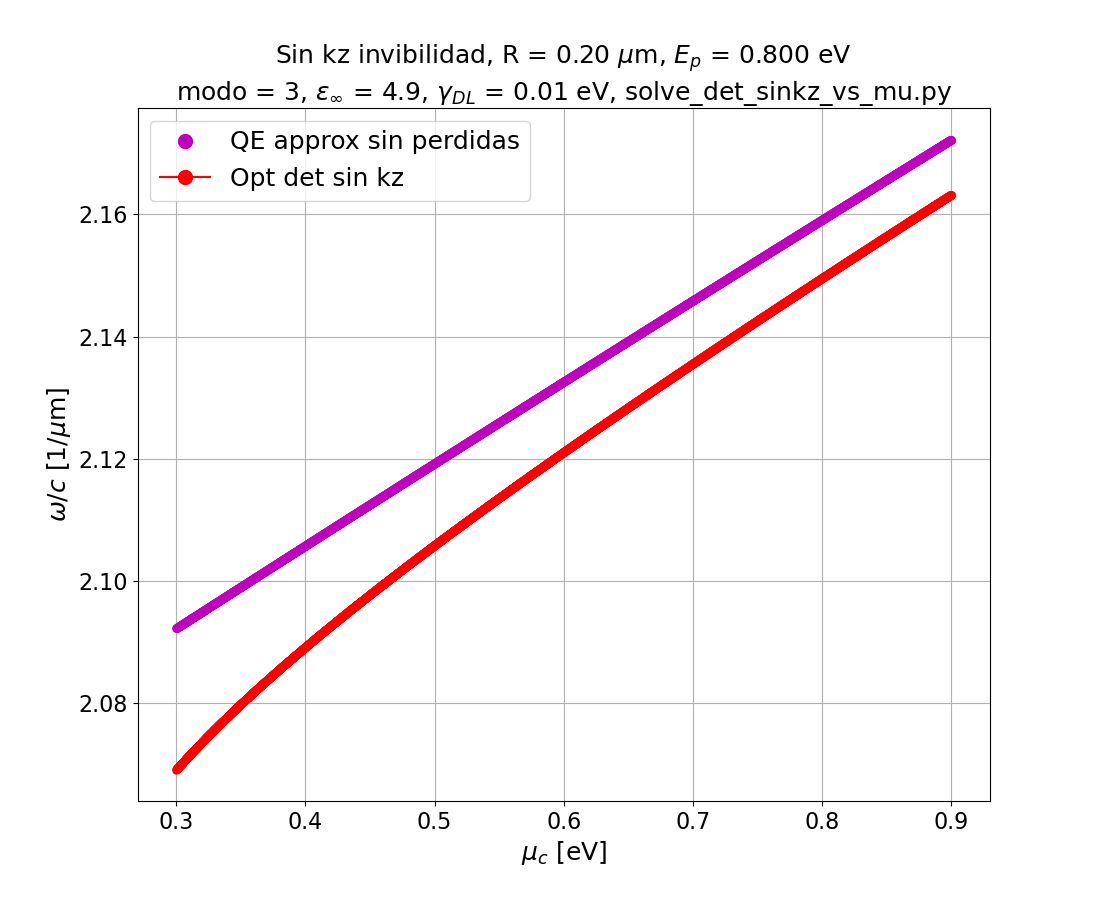 Sin kz invibilidad, R = 0.20 μm, $E_p$ = 0.800 eV
modo = 3, $ε_∞$ = 4.9, $γ_{DL}$ = 0.01 eV, solve_det_sinkz_vs_mu.py
QE approx sin perdidas
Opt det sin kz
2.16
2.14
2.12
2.10
2.08
ω/c [1/μm]
0.3 0.4 0.5 0.6 0.7 0.8 0.9
$μ_c$ [eV]